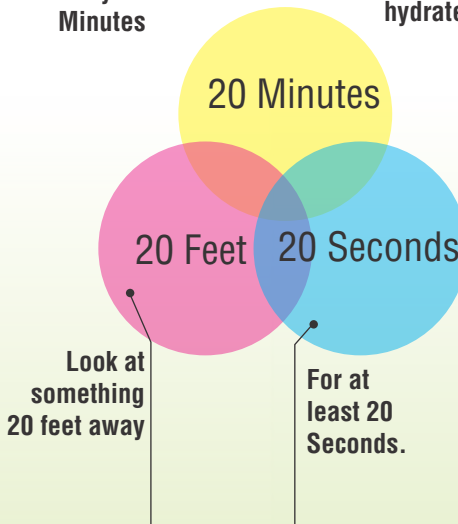 Minutes
hydrate
20 Minutes
20 Feet
20 Seconds
Look at
something
20 feet away
For at
least 20
Seconds.